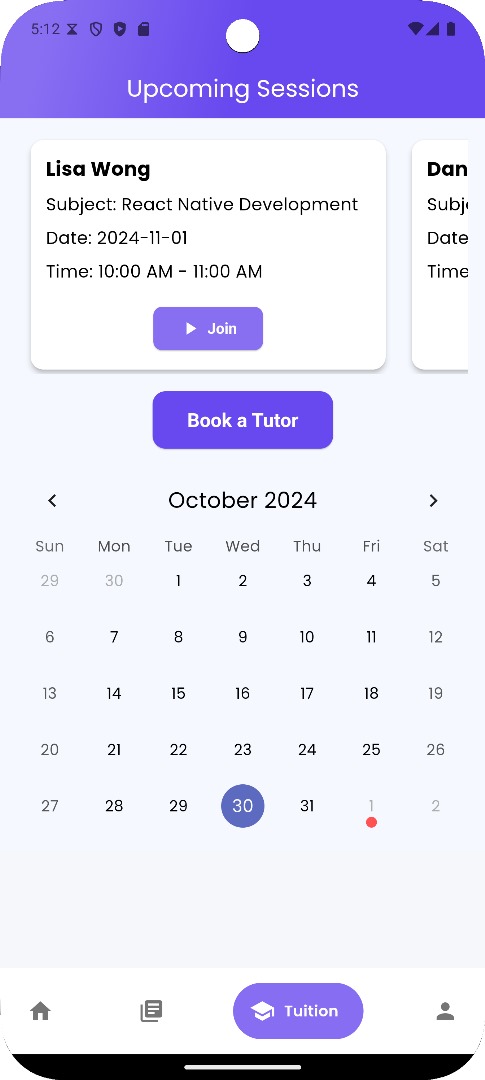 5:12
Upcoming Sessions
Lisa Wong
Subject: React Native Development
Date: 2024-11-01
Time: 10:00 AM - 11:00 AM
Join
Dan
Subje
Date
Time
Book a Tutor
October 2024
Sun Mon Tue Wed Thu Fri Sat
29 30 1 2 3 4 5
6 7 8 9 10 11 12
13 14 15 16 17 18 19
20 21 22 23 24 25 26
27 28 29 30 31 1 2
Tuition